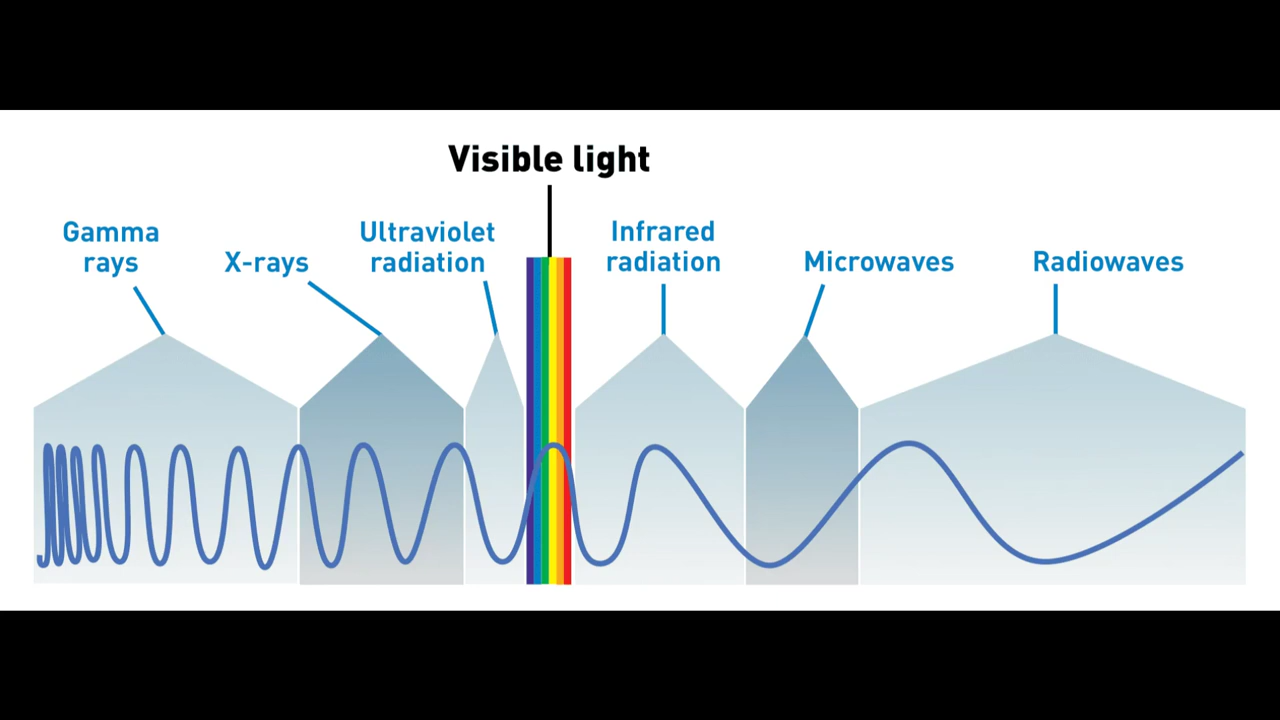 Visible light
Gamma
rays
X-rays
Ultraviolet
radiation
Infrared
radiation
Microwaves
Radiowaves